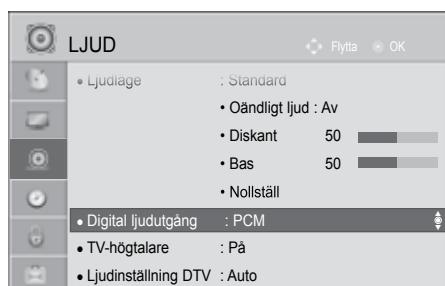 LJUD
Flytta OK
• Ljudläge : Standard
• Oändligt ljud : Av
• Diskant 50
• Bas 50
• Nollställ
• Digital ljudutgång : PCM
• TV-högtalare : På
• Ljudinställning DTV : Auto